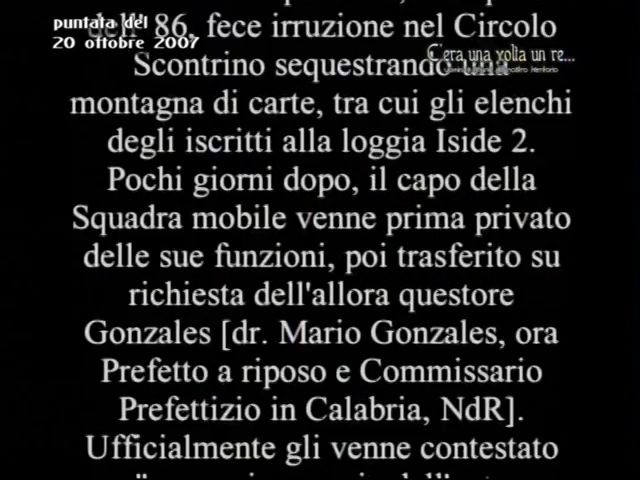 puntata del
20 ottobre 2007
C'era una volta un re...
dell' 86, fece irruzione nel Circolo
Scontrino sequestrando una
montagna di carte, tra cui gli elenchi
degli iscritti alla loggia Iside 2.
Pochi giorni dopo, il capo della
Squadra mobile venne prima privato
delle sue funzioni, poi trasferito su
richiesta dell'allora questore
Gonzales [dr. Mario Gonzales, ora
Prefetto a riposo e Commissario
Prefettizio in Calabria, NdR].
Ufficialmente gli venne contestato